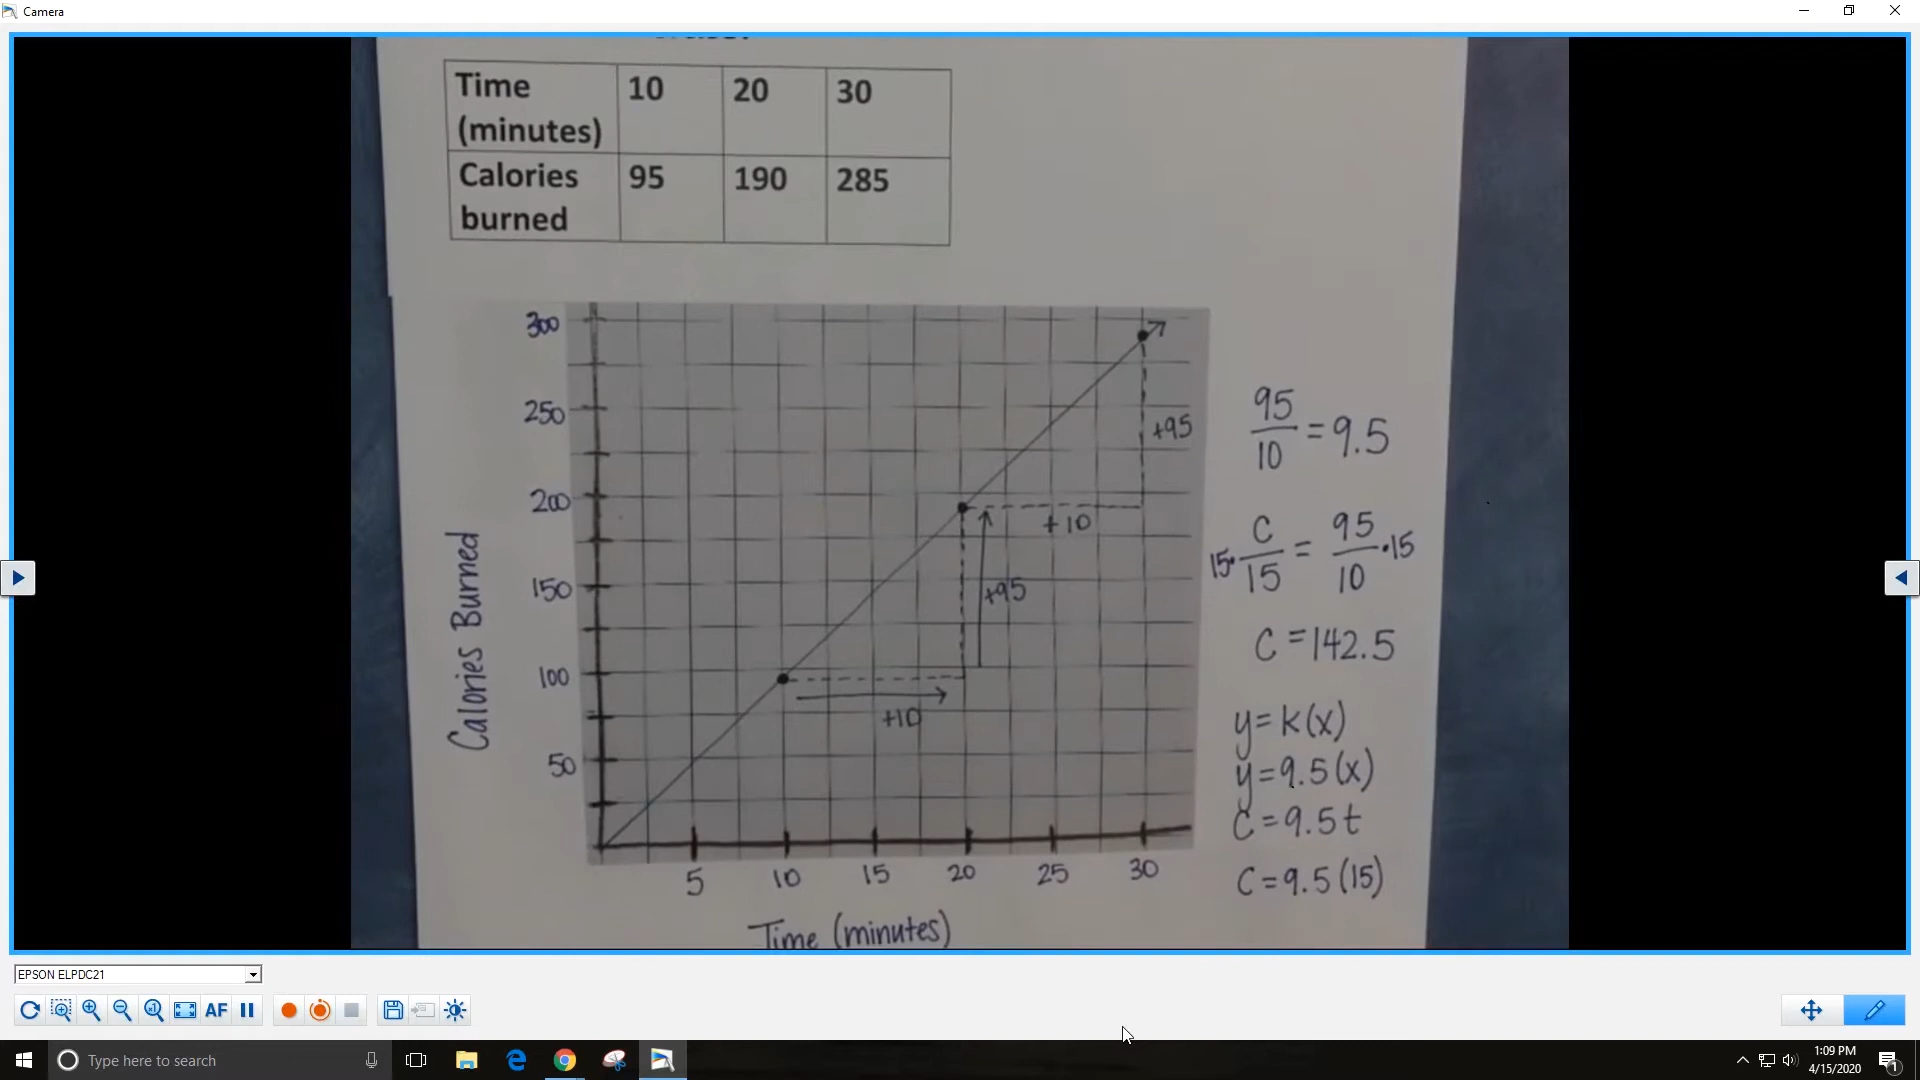 Camera
Time (minutes) 10 20 30
Calories burned 95 190 285
300
250
200
150
100
50
Calories Burned
+95
+10
+95
+10
5 10 15 20 25 30
Time (minutes)
95/10 = 9.5
15· C/15 = 95/10 ·15
C = 142.5
y = k(x)
y = 9.5(x)
C = 9.5t
C = 9.5(15)
EPSON ELPDC21
AF
Type here to search
1:09 PM
4/15/2020
1